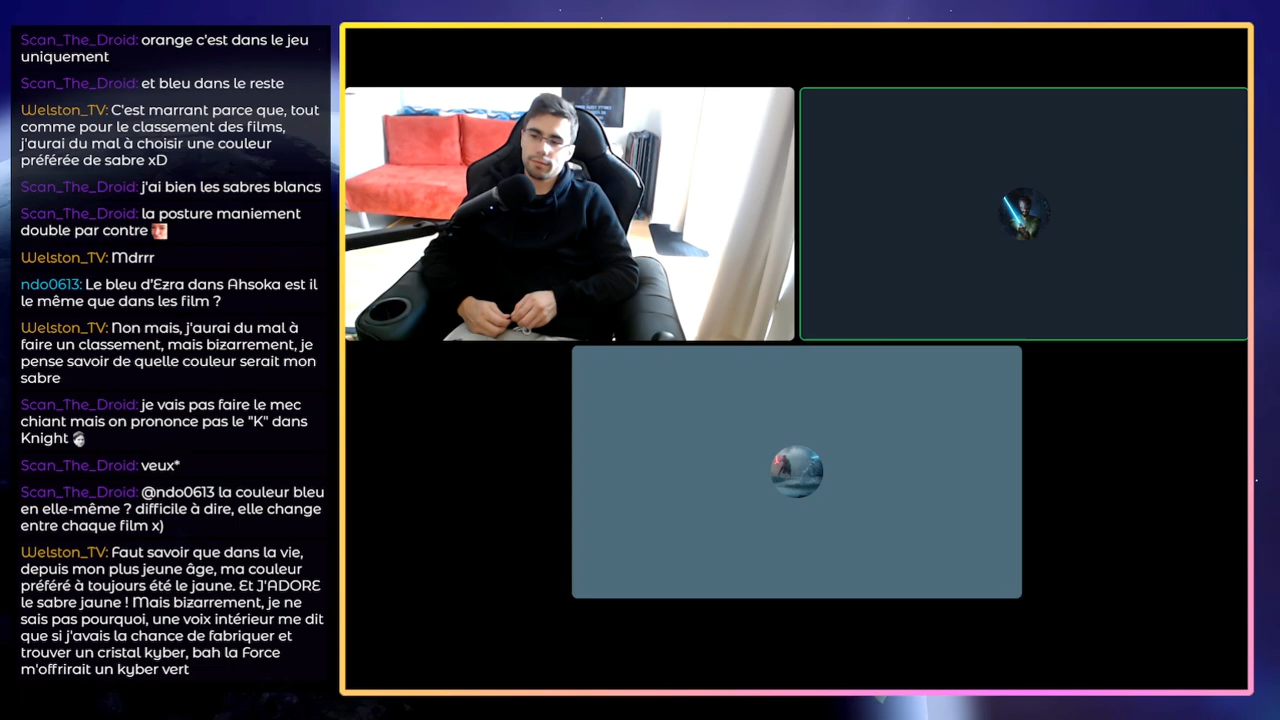 Scan_The_Droid: orange c'est dans le jeu
uniquement
Scan_The_Droid: et bleu dans le reste
Welston_TV: C'est marrant parce que, tout
comme pour le classement des films,
j'aurai du mal à choisir une couleur
préférée de sabre xD
Scan_The_Droid: j'ai bien les sabres blancs
Scan_The_Droid: la posture maniement
double par contre
Welston_TV: Mdrrr
ndo0613: Le bleu d'Ezra dans Ahsoka est il
le même que dans les film ?
Welston_TV: Non mais, j'aurai du mal à
faire un classement, mais bizarrement, je
pense savoir de quelle couleur serait mon
sabre
Scan_The_Droid: je vais pas faire le mec
chiant mais on prononce pas le "K" dans
Knight
Scan_The_Droid: veux*
Scan_The_Droid: @ndo0613 la couleur bleu
en elle-même ? difficile à dire, elle change
entre chaque film x)
Welston_TV: Faut savoir que dans la vie,
depuis mon plus jeune âge, ma couleur
préféré à toujours été le jaune. Et J'ADORE
le sabre jaune ! Mais bizarrement, je ne
sais pas pourquoi, une voix intérieur me dit
que si j'avais la chance de fabriquer et
trouver un cristal kyber, bah la Force
m'offrirait un kyber vert